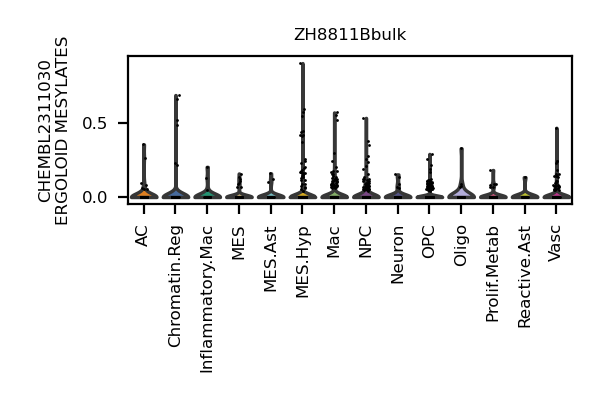 ZH8811Bbulk
CHEMBL2311030
ERGOLOID MESYLATES
0.5
0.0
AC
Chromatin.Reg
Inflammatory.Mac
MES
MES.Ast
MES.Hyp
Mac
NPC
Neuron
OPC
Oligo
Prolif.Metab
Reactive.Ast
Vasc